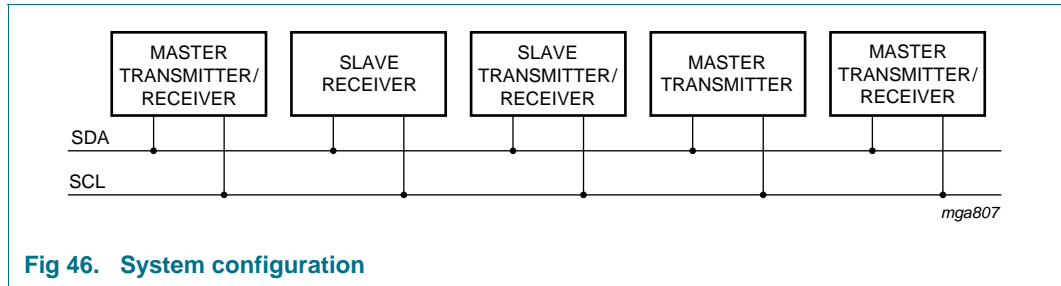 MASTER
TRANSMITTER/
RECEIVER
SLAVE
RECEIVER
SLAVE
TRANSMITTER/
RECEIVER
MASTER
TRANSMITTER
MASTER
TRANSMITTER/
RECEIVER
SDA
SCL
mga807
Fig 46. System configuration